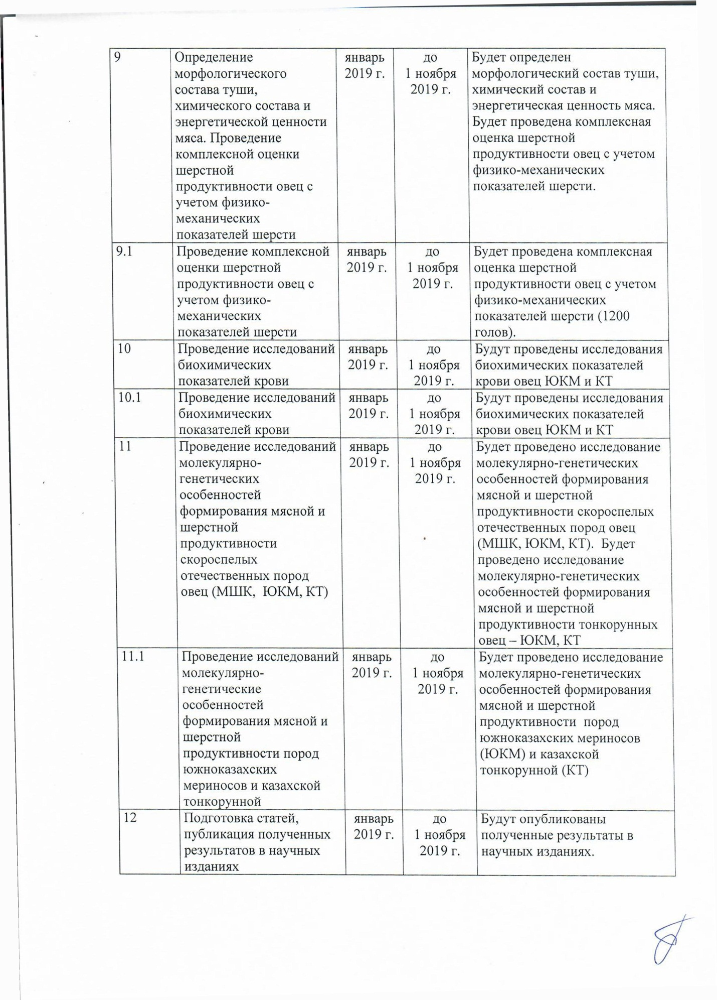 9
Определение
морфологического
состава туши,
химического состава и
энергетической ценности
мяса. Проведение
комплексной оценки
шерстной
продуктивности овец с
учетом физико-
механических
показателей шерсти
январь
2019 г.
до
1 ноября
2019 г.
Будет определен
морфологический состав туши,
химический состав и
энергетическая ценность мяса.
Будет проведена комплексная
оценка шерстной
продуктивности овец с учетом
физико-механических
показателей шерсти.
9.1
Проведение комплексной
оценки шерстной
продуктивности овец с
учетом физико-
механических
показателей шерсти
январь
2019 г.
до
1 ноября
2019 г.
Будет проведена комплексная
оценка шерстной
продуктивности овец с учетом
физико-механических
показателей шерсти (1200
голов).
10
Проведение исследований
биохимических
показателей крови
январь
2019 г.
до
1 ноября
2019 г.
Будут проведены исследования
биохимических показателей
крови овец ЮКМ и КТ
10.1
Проведение исследований
биохимических
показателей крови
январь
2019 г.
до
1 ноября
2019 г.
Будут проведены исследования
биохимических показателей
крови овец ЮКМ и КТ
11
Проведение исследований
молекулярно-
генетических
особенностей
формирования мясной и
шерстной
продуктивности
скороспелых
отечественных пород
овец (МШК, ЮКМ, КТ)
январь
2019 г.
до
1 ноября
2019 г.
Будет проведено исследование
молекулярно-генетических
особенностей формирования
мясной и шерстной
продуктивности скороспелых
отечественных пород овец
(МШК, ЮКМ, КТ). Будет
проведено исследование
молекулярно-генетических
особенностей формирования
мясной и шерстной
продуктивности тонкорунных
овец – ЮКМ, КТ
11.1
Проведение исследований
молекулярно-
генетические
особенностей
формирования мясной и
шерстной
продуктивности пород
южноказахских
мериносов и казахской
тонкорунной
январь
2019 г.
до
1 ноября
2019 г.
Будет проведено исследование
молекулярно-генетических
особенностей формирования
мясной и шерстной
продуктивности пород
южноказахских мериносов
(ЮКМ) и казахской
тонкорунной (КТ)
12
Подготовка статей,
публикация полученных
результатов в научных
изданиях
январь
2019 г.
до
1 ноября
2019 г.
Будут опубликованы
полученные результаты в
научных изданиях.